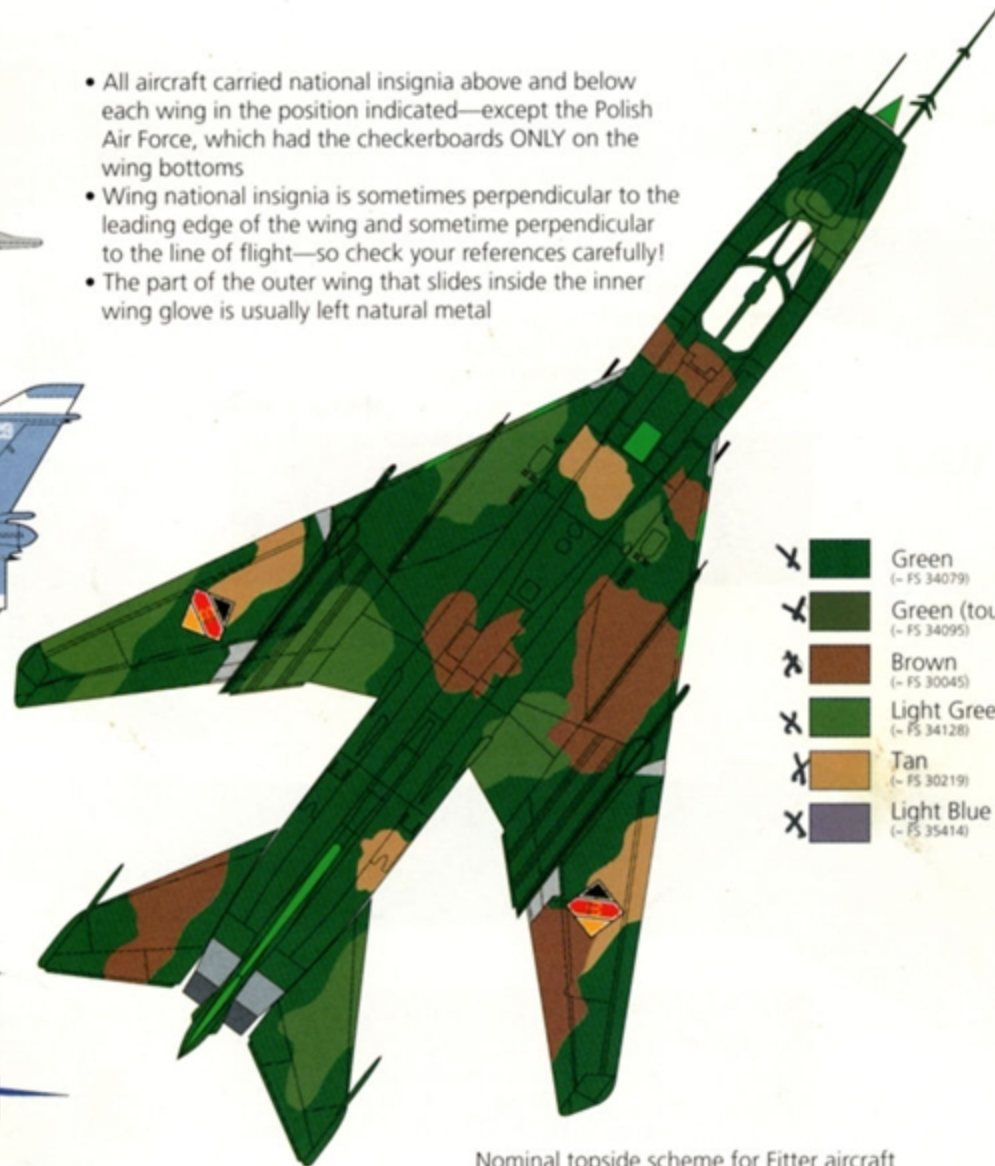 • All aircraft carried national insignia above and below
each wing in the position indicated—except the Polish
Air Force, which had the checkerboards ONLY on the
wing bottoms
• Wing national insignia is sometimes perpendicular to the
leading edge of the wing and sometime perpendicular
to the line of flight—so check your references carefully!
• The part of the outer wing that slides inside the inner
wing glove is usually left natural metal
Green
(~ FS 34079)
Green (tou
(~ FS 34095)
Brown
(~ FS 30045)
Light Gree
(~ FS 34128)
Tan
(~ FS 30219)
Light Blue
(~ FS 35414)
Nominal topside scheme for Fitter aircraft